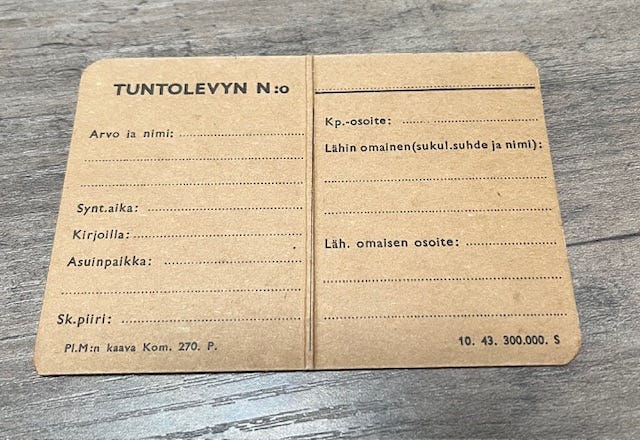 TUNTOLEVYN N:o
Arvo ja nimi:
Synt.aika:
Kirjoilla:
Asuinpaikka:
Sk.piiri:
Pl.M:n kaava Kom. 270. P.
Kp.-osoite:
Lähin omainen(sukul.suhde ja nimi):
Läh. omaisen osoite:
10. 43. 300.000. S